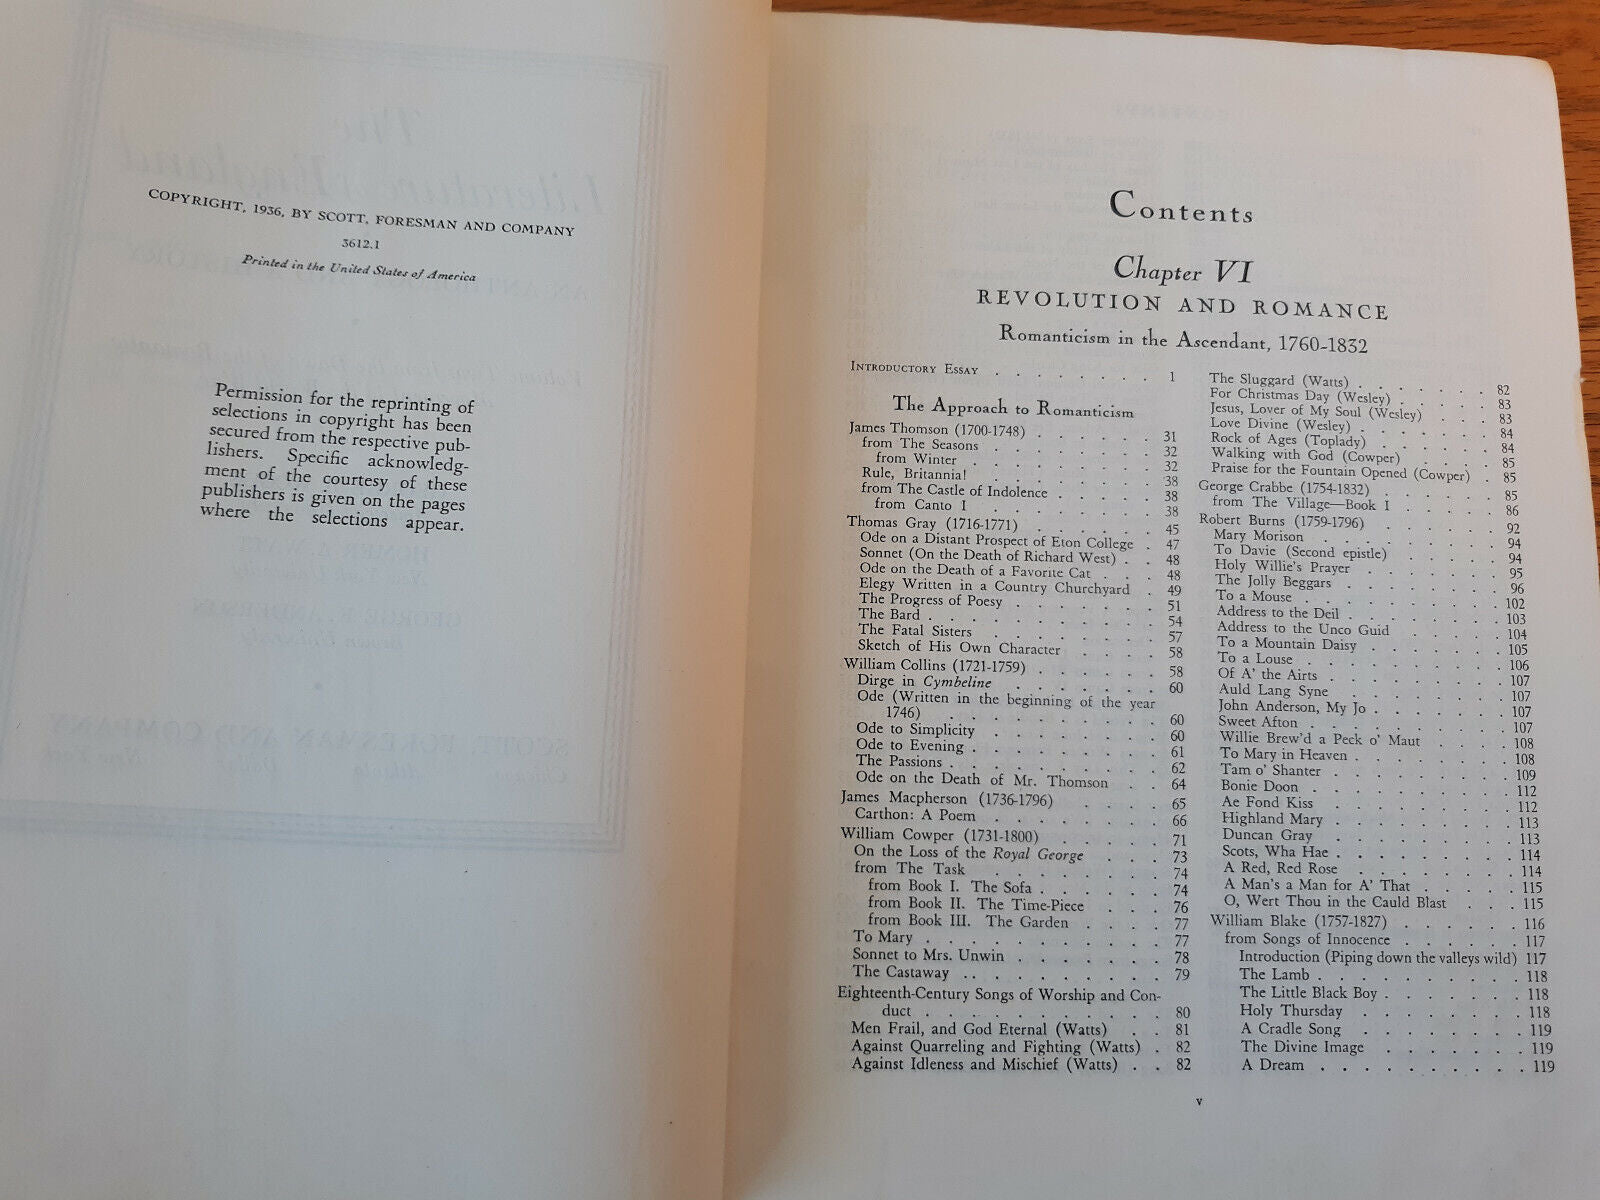 COPYRIGHT, 1936, BY SCOTT, FORESMAN AND COMPANY
3612.1
Printed in the United States of America
Permission for the reprinting of
selections in copyright has been
secured from the respective pub-
lishers. Specific acknowledg-
ment of the courtesy of these
publishers is given on the pages
where the selections appear.
Contents
Chapter VI
REVOLUTION AND ROMANCE
Romanticism in the Ascendant, 1760-1832
INTRODUCTORY ESSAY . . . . . . . . 1
The Approach to Romanticism
James Thomson (1700-1748) . . . . . . 31
from The Seasons . . . . . . . . 32
from Winter . . . . . . . . 32
Rule, Britannia! . . . . . . . . 38
from The Castle of Indolence . . . . . 38
from Canto I . . . . . . . . 38
Thomas Gray (1716-1771) . . . . . . 45
Ode on a Distant Prospect of Eton College . 47
Sonnet (On the Death of Richard West) . . 48
Ode on the Death of a Favorite Cat . . . 48
Elegy Written in a Country Churchyard . 49
The Progress of Poesy . . . . . . 51
The Bard . . . . . . . . . . 54
The Fatal Sisters . . . . . . . 57
Sketch of His Own Character . . . . 58
William Collins (1721-1759) . . . . . . 58
Dirge in Cymbeline . . . . . . . 60
Ode (Written in the beginning of the year
1746) . . . . . . . . . . 60
Ode to Simplicity . . . . . . . 60
Ode to Evening . . . . . . . . 61
The Passions . . . . . . . . . 62
Ode on the Death of Mr. Thomson . . 64
James Macpherson (1736-1796) . . . . 65
Carthon: A Poem . . . . . . . 66
William Cowper (1731-1800) . . . . . 71
On the Loss of the Royal George . . . 73
from The Task . . . . . . . . 74
from Book I. The Sofa . . . . . . 74
from Book II. The Time-Piece . . . 76
from Book III. The Garden . . . . 77
To Mary . . . . . . . . . . 77
Sonnet to Mrs. Unwin . . . . . . 78
The Castaway . . . . . . . . . 79
Eighteenth-Century Songs of Worship and Con-
duct . . . . . . . . . . . 80
Men Frail, and God Eternal (Watts) . . 81
Against Quarreling and Fighting (Watts) . 82
Against Idleness and Mischief (Watts) . . 82
The Sluggard (Watts) . . . . . . . 82
For Christmas Day (Wesley) . . . . . 83
Jesus, Lover of My Soul (Wesley) . . . 83
Love Divine (Wesley) . . . . . . . 84
Rock of Ages (Toplady) . . . . . . 84
Walking with God (Cowper) . . . . . 85
Praise for the Fountain Opened (Cowper) . 85
George Crabbe (1754-1832) . . . . . . 85
from The Village—Book I . . . . . 86
Robert Burns (1759-1796) . . . . . . 92
Mary Morison . . . . . . . . . 94
To Davie (Second epistle) . . . . . 94
Holy Willie's Prayer . . . . . . . 95
The Jolly Beggars . . . . . . . . 96
To a Mouse . . . . . . . . . . 102
Address to the Deil . . . . . . . 103
Address to the Unco Guid . . . . . 104
To a Mountain Daisy . . . . . . . 105
To a Louse . . . . . . . . . . 106
Of A' the Airts . . . . . . . . . 107
Auld Lang Syne . . . . . . . . 107
John Anderson, My Jo . . . . . . . 107
Sweet Afton . . . . . . . . . . 107
Willie Brew'd a Peck o' Maut . . . . 108
To Mary in Heaven . . . . . . . . 108
Tam o' Shanter . . . . . . . . 109
Bonie Doon . . . . . . . . . . 112
Ae Fond Kiss . . . . . . . . . 112
Highland Mary . . . . . . . . . 113
Duncan Gray . . . . . . . . . 113
Scots, Wha Hae . . . . . . . . . 114
A Red, Red Rose . . . . . . . . 114
A Man's a Man for A' That . . . . . 115
O, Wert Thou in the Cauld Blast . . . 115
William Blake (1757-1827) . . . . . . 116
from Songs of Innocence . . . . . . 117
Introduction (Piping down the valleys wild) 117
The Lamb . . . . . . . . . . 118
The Little Black Boy . . . . . . . 118
Holy Thursday . . . . . . . . 118
A Cradle Song . . . . . . . . 119
The Divine Image . . . . . . . 119
A Dream . . . . . . . . . . 119
v